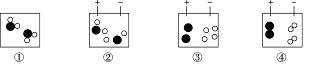 + − + − + −
① ② ③ ④